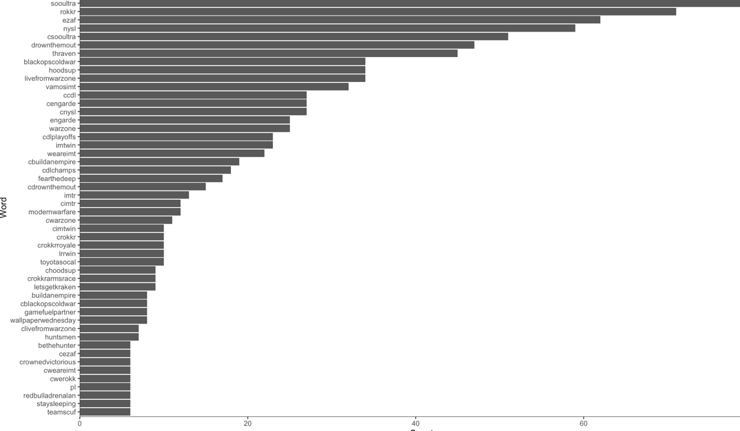 sooultra
rokkr
ezaf
nysl
csooultra
drownthemout
thraven
blackopscoldwar
hoodsup
livefromwarzone
vamosimt
ccdl
cengarde
cnysl
engarde
warzone
cdlplayoffs
imtwin
weareimt
cbuildanempire
cdlchamps
fearthedeep
cdrownthemout
imtr
cimtr
modernwarfare
cwarzone
cimtwin
crokkr
crokkrroyale
lrrwin
toyotasocal
choodsup
crokkrarmsrace
letsgetkraken
buildanempire
cblackopscoldwar
gamefuelpartner
wallpaperwednesday
clivefromwarzone
huntsmen
bethehunter
cezaf
crownedvictorious
cweareimt
cwerokk
pl
redbulladrenalan
staysleeping
teamscuf
Word
0 20 40 60